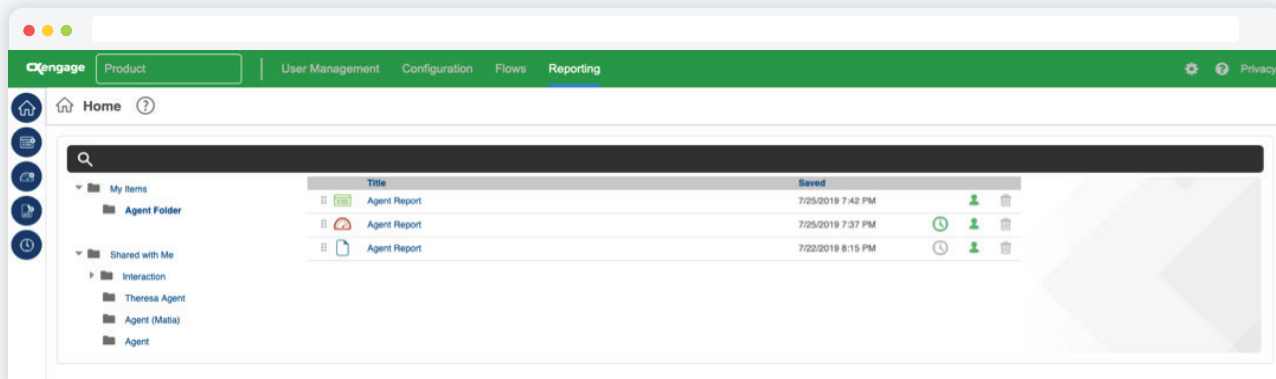 CXengage Product User Management Configuration Flows Reporting Privacy
Home
My Items
Agent Folder
Shared with Me
Interaction
Theresa Agent
Agent (Matia)
Agent
Title Saved
Agent Report 7/25/2019 7:42 PM
Agent Report 7/25/2019 7:37 PM
Agent Report 7/22/2019 8:15 PM